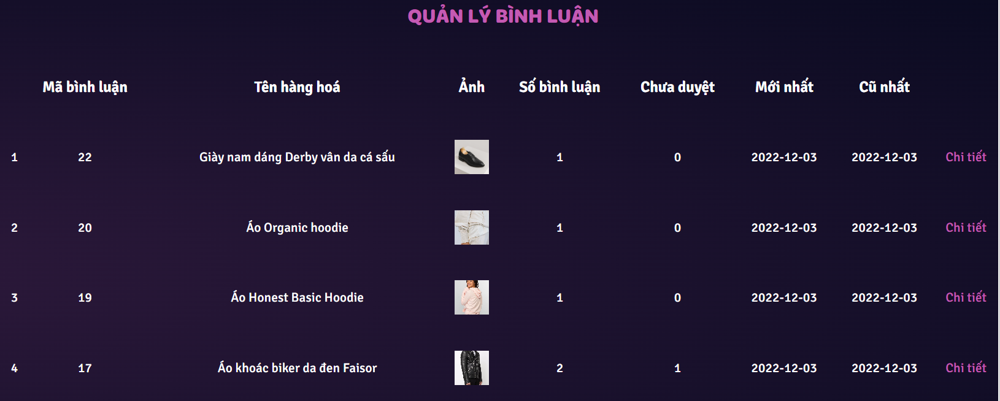 QUẢN LÝ BÌNH LUẬN
Mã bình luận Tên hàng hoá Ảnh Số bình luận Chưa duyệt Mới nhất Cũ nhất
1 22 Giày nam dáng Derby vân da cá sấu 1 0 2022-12-03 2022-12-03 Chi tiết
2 20 Áo Organic hoodie 1 0 2022-12-03 2022-12-03 Chi tiết
3 19 Áo Honest Basic Hoodie 1 0 2022-12-03 2022-12-03 Chi tiết
4 17 Áo khoác biker da đen Faisor 2 1 2022-12-03 2022-12-03 Chi tiết